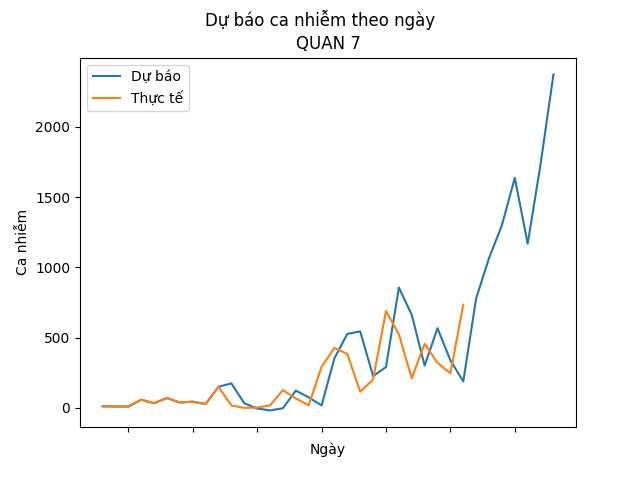 Dự báo ca nhiễm theo ngày
QUAN 7
Dự báo
Thực tế
2000
1500
1000
500
0
Ca nhiễm
Ngày